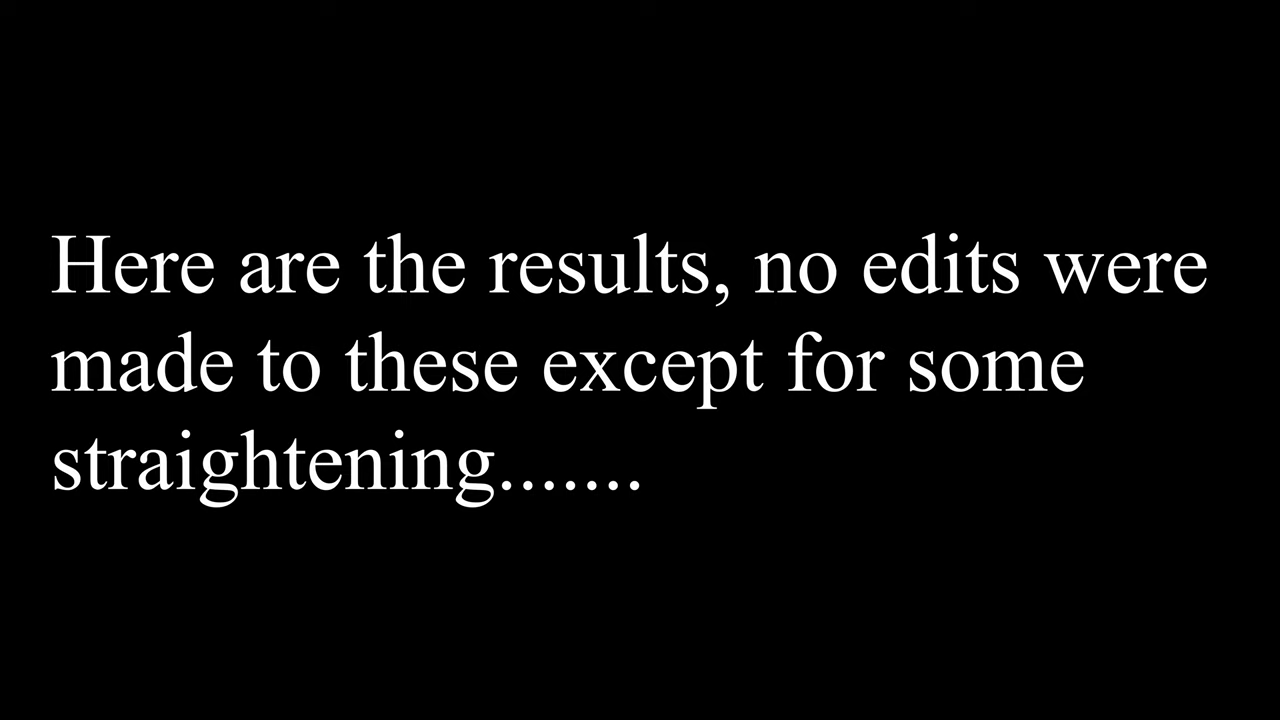 Here are the results, no edits were
made to these except for some
straightening.......